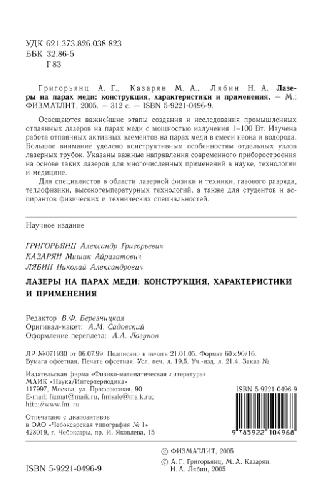 УДК 621.373.826.038.823
ББК 32.86-5
Г 83
Григорьянц А. Г., Казарян М. А., Лябин Н. А. Лазе-
ры на парах меди: конструкция, характеристики и применения. — М.:
ФИЗМАТЛИТ, 2005. — 312 с. — ISBN 5-9221-0496-9.
Освещаются важнейшие этапы создания и исследования промышленных
отпаянных лазеров на парах меди с мощностью излучения 1–100 Вт. Изучена
работа отпаянных активных элементов на парах меди в смеси неона и водорода.
Большое внимание уделено конструктивным особенностям отдельных узлов
лазерных трубок. Указаны важные направления современного приборостроения
на основе таких лазеров для многочисленных применений в науке, технологии
и медицине.
Для специалистов в области лазерной физики и техники, газового разряда,
теплофизики, высокотемпературных технологий, а также для студентов и ас-
пирантов физических и технических специальностей.
Научное издание
ГРИГОРЬЯНЦ Александр Григорьевич
КАЗАРЯН Мишик Айразатович
ЛЯБИН Николай Александрович
ЛАЗЕРЫ НА ПАРАХ МЕДИ: КОНСТРУКЦИЯ, ХАРАКТЕРИСТИКИ
И ПРИМЕНЕНИЯ
Редактор В.Ф. Березницкая
Оригинал-макет: А.М. Садовский
Оформление переплета: А.А. Логунов
ЛР №071930 от 06.07.99. Подписано в печать 21.01.05. Формат 60×90/16.
Бумага офсетная. Печать офсетная. Усл. печ. л. 19,5. Уч.-изд. л. 21,4. Заказ №
Издательская фирма «Физико-математическая литература»
МАИК «Наука/Интерпериодика»
117997, Москва, ул. Профсоюзная, 90
E-mail: fizmat@maik.ru, fmlsale@maik.ru;
http://www.fml.ru
Отпечатано с диапозитивов
в ОАО «Чебоксарская типография № 1»
428019, г. Чебоксары, пр. И. Яковлева, 15
ISBN 5-9221-0496-9
9 785922 104968
© ФИЗМАТЛИТ, 2005
© А. Г. Григорьянц, М. А. Казарян
Н. А. Лябин, 2005
ISBN 5-9221-0496-9